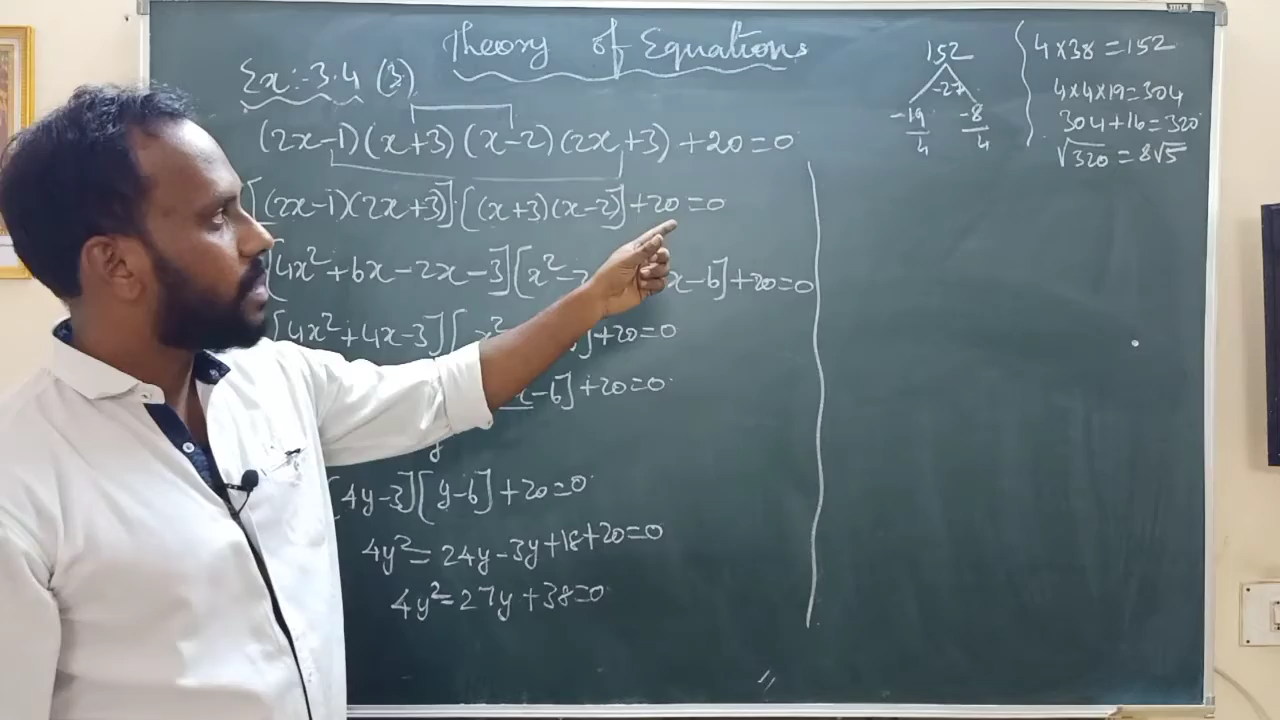 Theory of Equations
Ex:-3.4 (3)
(2x-1)(x+3)(x-2)(2x+3)+20=0
[(2x-1)(2x+3)]·[(x+3)(x-2)]+20=0
[4x²+6x-2x-3][x²-2 x-6]+20=0
[4x²+4x-3][x² ]+20=0
x-6]+20=0
y
[4y-3][y-6]+20=0
4y²=24y-3y+18+20=0
4y²=27y+38=0
152
-27
-19 -8
4 4
4×38=152
4×4×19=304
304+16=320
√320=8√5